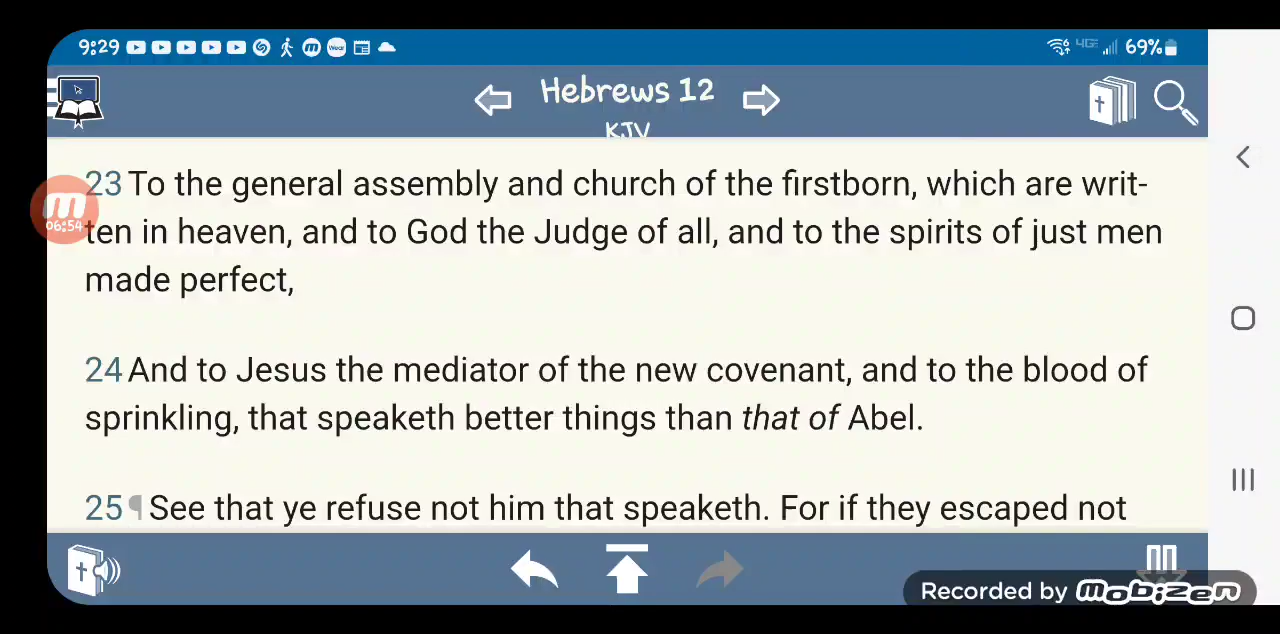 9:29 Wear 4GE 69%
Hebrews 12
KJV
23 To the general assembly and church of the firstborn, which are writ-
06:54 ten in heaven, and to God the Judge of all, and to the spirits of just men
made perfect,
24 And to Jesus the mediator of the new covenant, and to the blood of
sprinkling, that speaketh better things than that of Abel.
25 ¶ See that ye refuse not him that speaketh. For if they escaped not
Recorded by mobizen